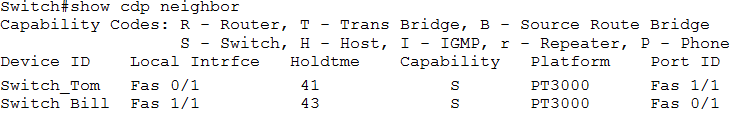 Switch#show cdp neighbor
Capability Codes: R - Router, T - Trans Bridge, B - Source Route Bridge
S - Switch, H - Host, I - IGMP, r - Repeater, P - Phone
Device ID Local Intrfce Holdtme Capability Platform Port ID
Switch_Tom Fas 0/1 41 S PT3000 Fas 1/1
Switch Bill Fas 1/1 43 S PT3000 Fas 0/1